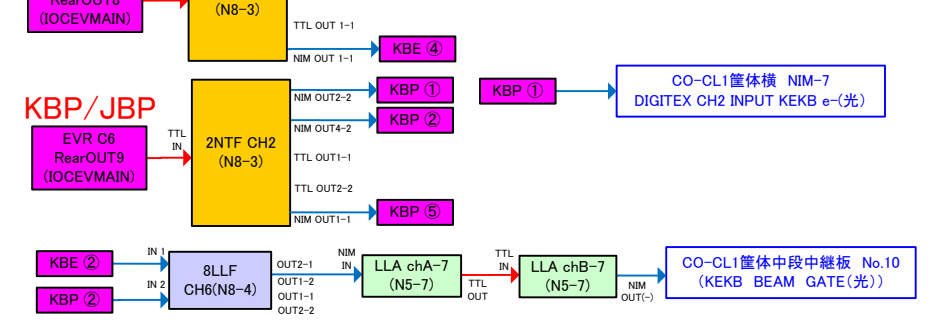 RearOUT8
(IOCEVMAIN)
(N8-3)
TTL OUT 1-1
NIM OUT 1-1
KBE ④
KBP/JBP
EVR C6
RearOUT9
(IOCEVMAIN)
TTL
IN
2NTF CH2
(N8-3)
NIM OUT2-2
KBP ①
NIM OUT4-2
KBP ②
TTL OUT1-1
TTL OUT2-2
NIM OUT1-1
KBP ⑤
KBP ①
CO-CL1筐体横 NIM-7
DIGITEX CH2 INPUT KEKB e-(光)
KBE ②
IN 1
KBP ②
IN 2
8LLF
CH6(N8-4)
OUT2-1
OUT1-2
OUT1-1
OUT2-2
NIM
IN
LLA chA-7
(N5-7)
TTL
OUT
TTL
IN
LLA chB-7
(N5-7)
NIM
OUT(-)
CO-CL1筐体中段中継板 No.10
(KEKB BEAM GATE(光))